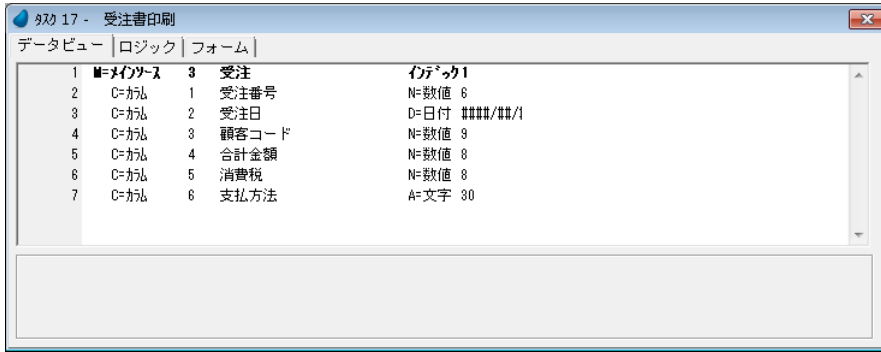 ﾀｽｸ 17 - 受注書印刷
データビュー ロジック フォーム
1 M=ﾒｲﾝｿｰｽ 3 受注 ｲﾝﾃﾞｯｸ 1
2 C=ｶﾗﾑ 1 受注番号 N=数値 6
3 C=ｶﾗﾑ 2 受注日 D=日付 ####/##/
4 C=ｶﾗﾑ 3 顧客コード N=数値 9
5 C=ｶﾗﾑ 4 合計金額 N=数値 8
6 C=ｶﾗﾑ 5 消費税 N=数値 8
7 C=ｶﾗﾑ 6 支払方法 A=文字 30